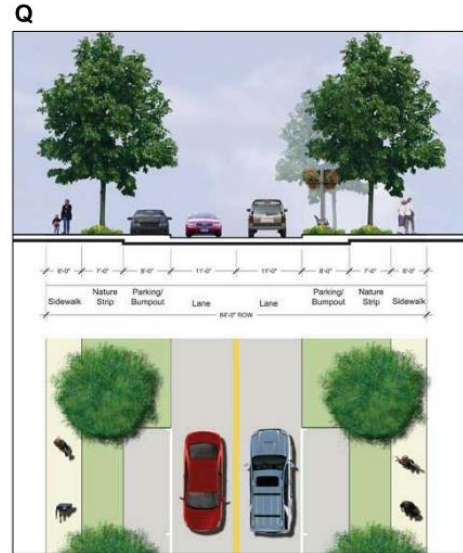 Q
6'-0" 7'-0" 8'-0" 11'-0" 11'-0" 8'-0" 7'-0" 6'-0"
Sidewalk Nature Strip Parking/ Bumpout Lane Lane Parking/ Bumpout Nature Strip Sidewalk
64'-0" ROW